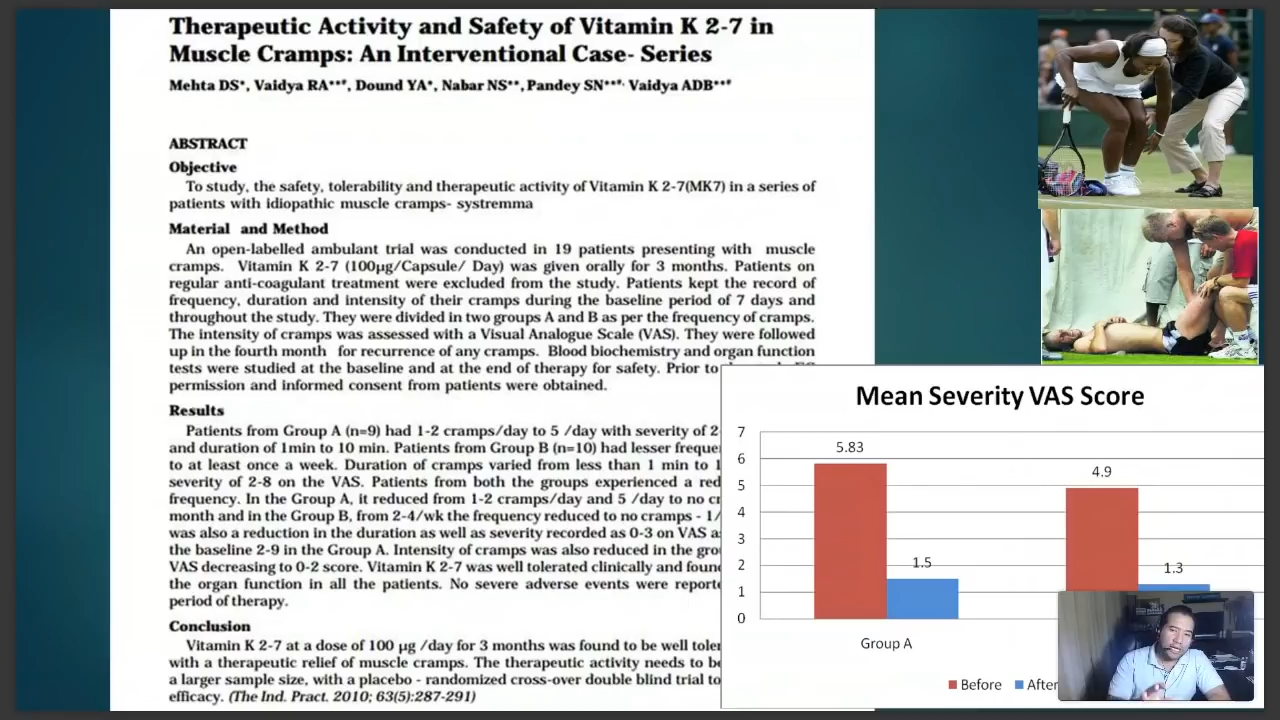 Therapeutic Activity and Safety of Vitamin K 2-7 in
Muscle Cramps: An Interventional Case- Series
Mehta DS*, Vaidya RA**#, Dound YA*, Nabar NS**, Pandey SN**#, Vaidya ADB**#
ABSTRACT
Objective
To study, the safety, tolerability and therapeutic activity of Vitamin K 2-7(MK7) in a series of
patients with idiopathic muscle cramps- systremma
Material and Method
An open-labelled ambulant trial was conducted in 19 patients presenting with muscle
cramps. Vitamin K 2-7 (100μg/Capsule/ Day) was given orally for 3 months. Patients on
regular anti-coagulant treatment were excluded from the study. Patients kept the record of
frequency, duration and intensity of their cramps during the baseline period of 7 days and
throughout the study. They were divided in two groups A and B as per the frequency of cramps.
The intensity of cramps was assessed with a Visual Analogue Scale (VAS). They were followed
up in the fourth month for recurrence of any cramps. Blood biochemistry and organ function
tests were studied at the baseline and at the end of therapy for safety. Prior to
permission and informed consent from patients were obtained.
Results
Patients from Group A (n=9) had 1-2 cramps/day to 5 /day with severity of 2-
and duration of 1min to 10 min. Patients from Group B (n=10) had lesser freque
to at least once a week. Duration of cramps varied from less than 1 min to 1
severity of 2-8 on the VAS. Patients from both the groups experienced a red
frequency. In the Group A, it reduced from 1-2 cramps/day and 5 /day to no cr
month and in the Group B, from 2-4/wk the frequency reduced to no cramps - 1/
was also a reduction in the duration as well as severity recorded as 0-3 on VAS a
the baseline 2-9 in the Group A. Intensity of cramps was also reduced in the gro
VAS decreasing to 0-2 score. Vitamin K 2-7 was well tolerated clinically and foun
the organ function in all the patients. No severe adverse events were report
period of therapy.
Conclusion
Vitamin K 2-7 at a dose of 100 μg /day for 3 months was found to be well toler
with a therapeutic relief of muscle cramps. The therapeutic activity needs to be
a larger sample size, with a placebo - randomized cross-over double blind trial to
efficacy. (The Ind. Pract. 2010; 63(5):287-291)
Mean Severity VAS Score
7
6
5
4
3
2
1
0
5.83
1.5
4.9
1.3
Group A
Before
After